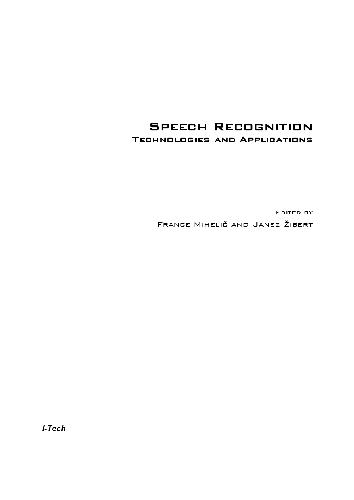 Speech Recognition
Technologies and Applications
Edited by
France Mihelič and Janez Žibert
I-Tech